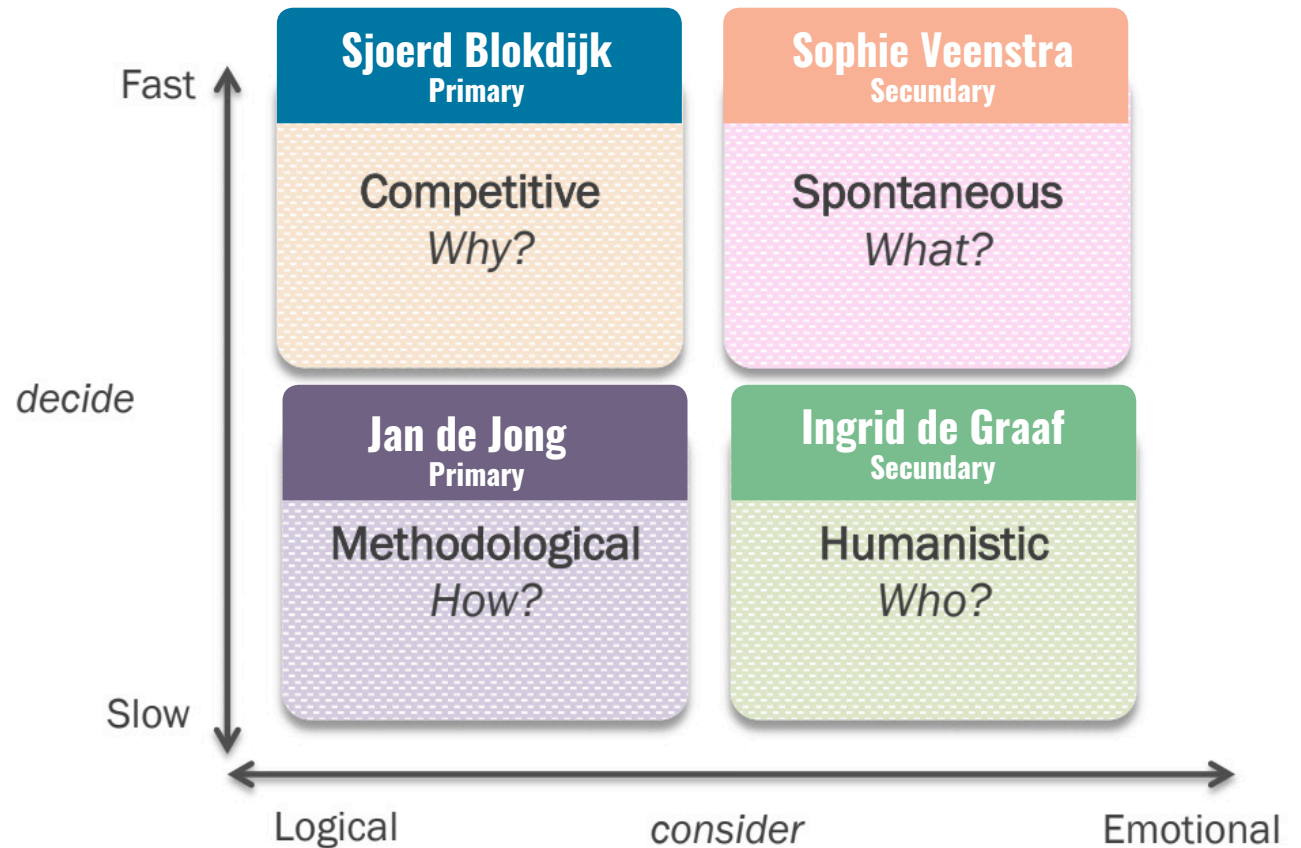 Fast
Sjoerd Blokdijk
Primary
Competitive
Why?
Sophie Veenstra
Secundary
Spontaneous
What?
decide
Jan de Jong
Primary
Methodological
How?
Ingrid de Graaf
Secundary
Humanistic
Who?
Slow
Logical
consider
Emotional